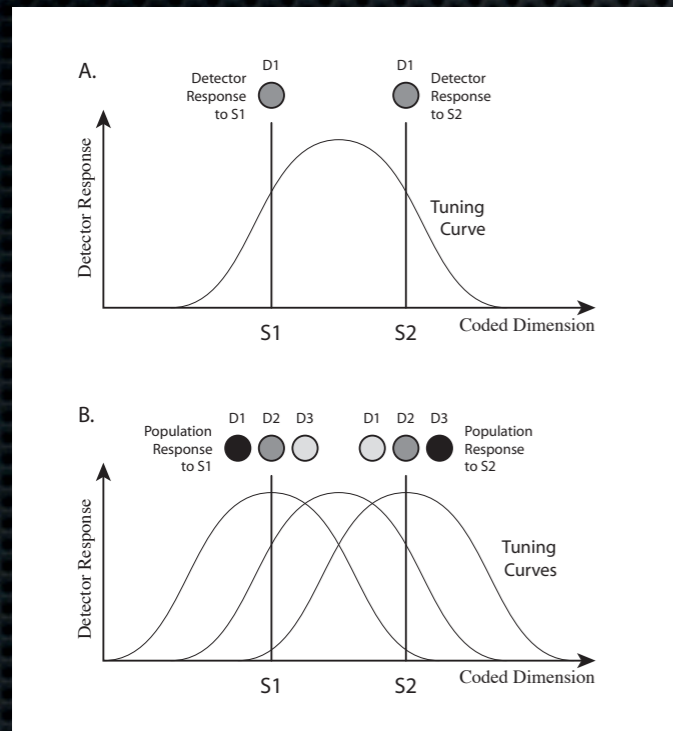 A.
D1
Detector
Response
to S1
D1
Detector
Response
to S2
Detector Response
Tuning
Curve
S1
S2
Coded Dimension
B.
D1 D2 D3
Population
Response
to S1
D1 D2 D3
Population
Response
to S2
Detector Response
Tuning
Curves
S1
S2
Coded Dimension